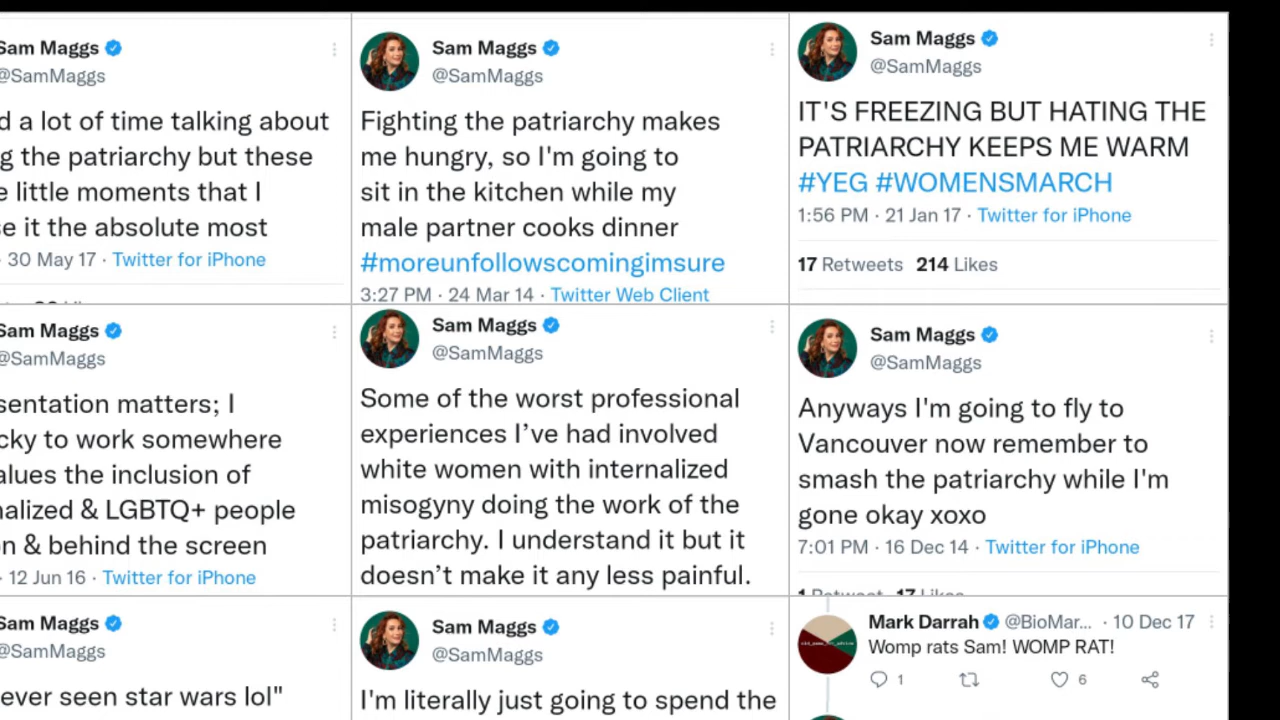 Sam Maggs
@SamMaggs
a lot of time talking about
the patriarchy but these
little moments that I
it the absolute most
· 30 May 17 · Twitter for iPhone
Sam Maggs
@SamMaggs
Fighting the patriarchy makes
me hungry, so I'm going to
sit in the kitchen while my
male partner cooks dinner
#moreunfollowscomingimsure
3:27 PM · 24 Mar 14 · Twitter Web Client
Sam Maggs
@SamMaggs
IT'S FREEZING BUT HATING THE
PATRIARCHY KEEPS ME WARM
#YEG #WOMENSMARCH
1:56 PM · 21 Jan 17 · Twitter for iPhone
17 Retweets 214 Likes
Sam Maggs
@SamMaggs
sentation matters; I
cky to work somewhere
alues the inclusion of
nalized & LGBTQ+ people
n & behind the screen
· 12 Jun 16 · Twitter for iPhone
Sam Maggs
@SamMaggs
Some of the worst professional
experiences I’ve had involved
white women with internalized
misogyny doing the work of the
patriarchy. I understand it but it
doesn’t make it any less painful.
Sam Maggs
@SamMaggs
Anyways I'm going to fly to
Vancouver now remember to
smash the patriarchy while I'm
gone okay xoxo
7:01 PM · 16 Dec 14 · Twitter for iPhone
1 Retweet 17 Likes
Sam Maggs
@SamMaggs
ever seen star wars lol"
Sam Maggs
@SamMaggs
I'm literally just going to spend the
Mark Darrah @BioMar... · 10 Dec 17
Womp rats Sam! WOMP RAT!
1 6